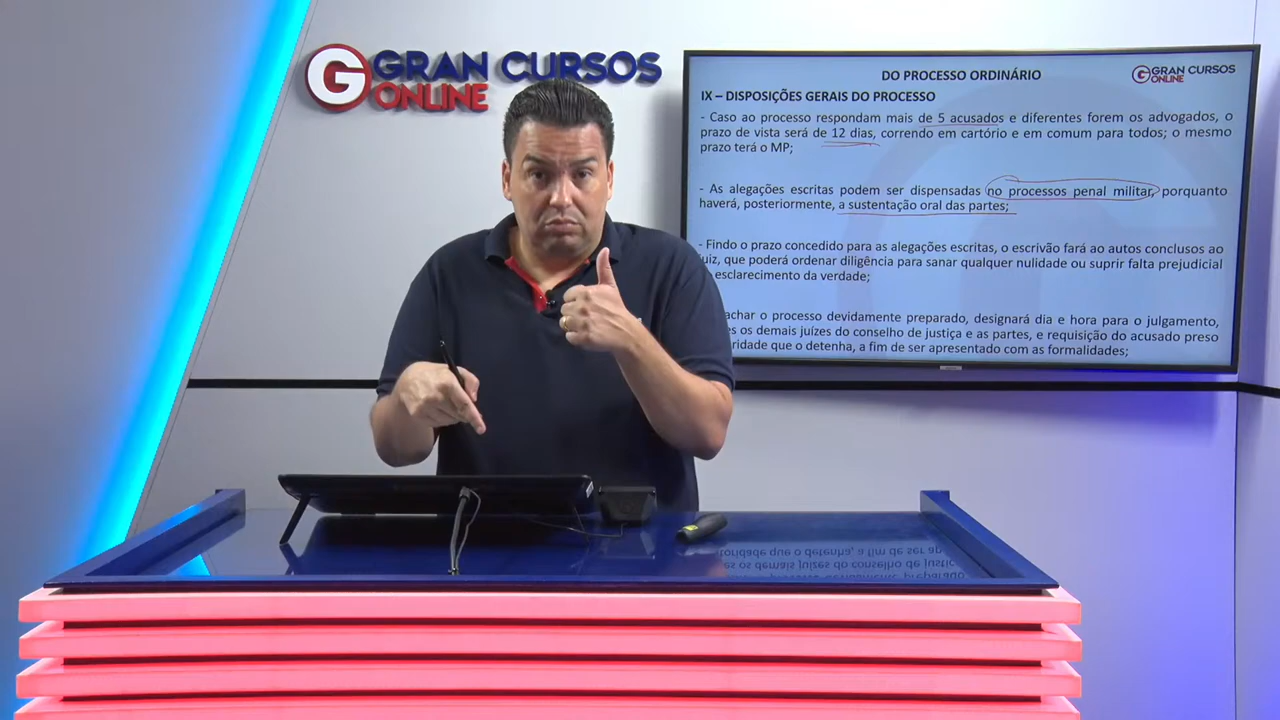 GRAN CURSOS
ONLINE
DO PROCESSO ORDINÁRIO
GRAN CURSOS
ONLINE
IX – DISPOSIÇÕES GERAIS DO PROCESSO
- Caso ao processo respondam mais de 5 acusados e diferentes forem os advogados, o
prazo de vista será de 12 dias, correndo em cartório e em comum para todos; o mesmo
prazo terá o MP;
- As alegações escritas podem ser dispensadas no processos penal militar, porquanto
haverá, posteriormente, a sustentação oral das partes;
- Findo o prazo concedido para as alegações escritas, o escrivão fará ao autos conclusos ao
juiz, que poderá ordenar diligência para sanar qualquer nulidade ou suprir falta prejudicial
esclarecimento da verdade;
achar o processo devidamente preparado, designará dia e hora para o julgamento,
es os demais juízes do conselho de justiça e as partes, e requisição do acusado preso
ridade que o detenha, a fim de ser apresentado com as formalidades;